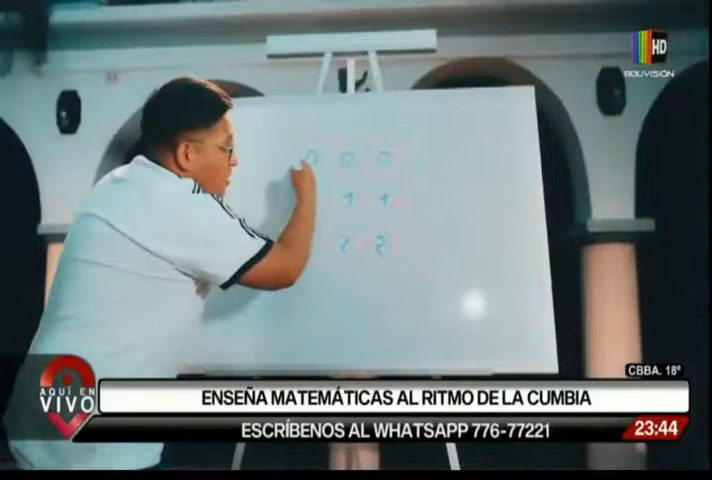 HD
BOLIVISIÓN
0 0 0
1 1
2 2
CBBA. 18°
AQUÍ EN
VIVO
ENSEÑA MATEMÁTICAS AL RITMO DE LA CUMBIA
ESCRÍBENOS AL WHATSAPP 776-77221
23:44